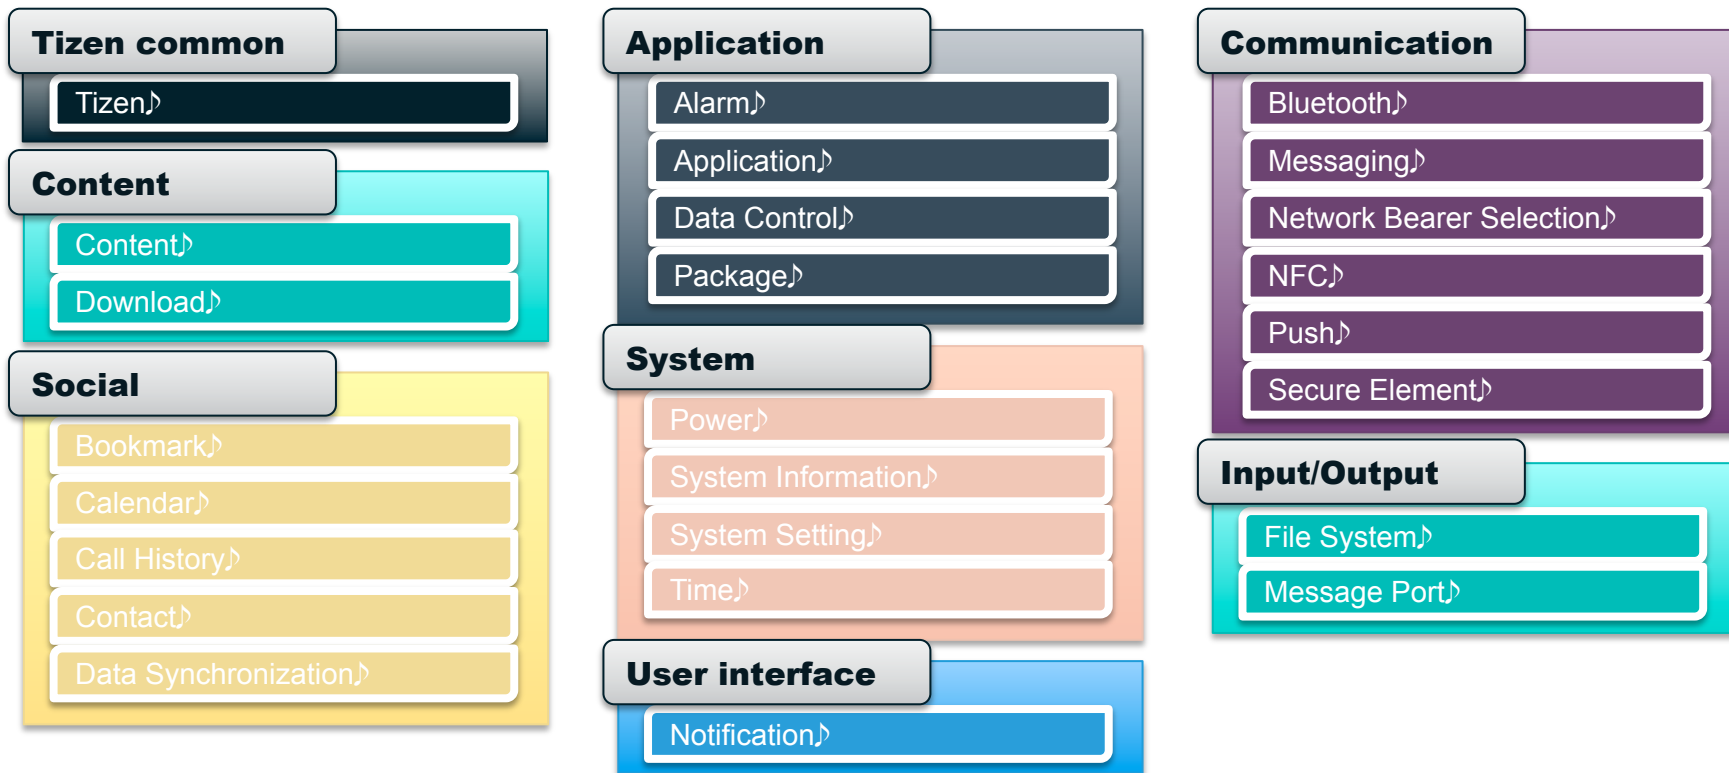 Tizen common
Tizen♪
Content
Content♪
Download♪
Social
Bookmark♪
Calendar♪
Call History♪
Contact♪
Data Synchronization♪
Application
Alarm♪
Application♪
Data Control♪
Package♪
System
Power♪
System Information♪
System Setting♪
Time♪
User interface
Notification♪
Communication
Bluetooth♪
Messaging♪
Network Bearer Selection♪
NFC♪
Push♪
Secure Element♪
Input/Output
File System♪
Message Port♪